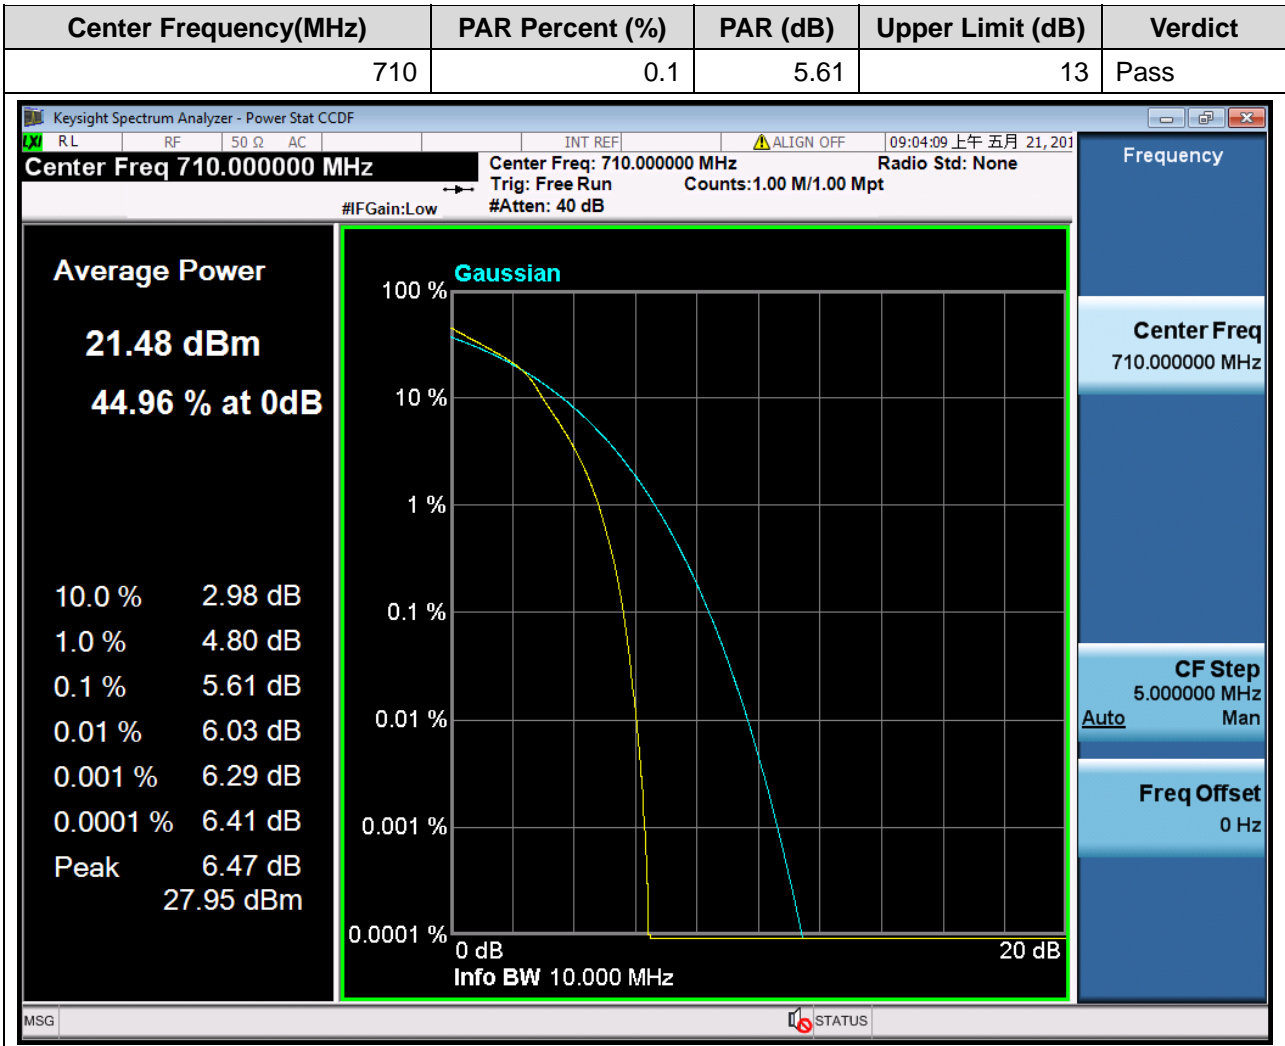 Center Frequency(MHz) PAR Percent (%) PAR (dB) Upper Limit (dB) Verdict
710 0.1 5.61 13 Pass
Keysight Spectrum Analyzer - Power Stat CCDF
LXI RL RF 50 Ω AC INT REF ALIGN OFF 09:04:09 上午 五月 21, 201
Center Freq 710.000000 MHz
#IFGain:Low
Center Freq: 710.000000 MHz Radio Std: None
Trig: Free Run Counts:1.00 M/1.00 Mpt
#Atten: 40 dB
Average Power
21.48 dBm
44.96 % at 0dB
10.0 % 2.98 dB
1.0 % 4.80 dB
0.1 % 5.61 dB
0.01 % 6.03 dB
0.001 % 6.29 dB
0.0001 % 6.41 dB
Peak 6.47 dB
27.95 dBm
Gaussian
100 %
10 %
1 %
0.1 %
0.01 %
0.001 %
0.0001 %
0 dB 20 dB
Info BW 10.000 MHz
Frequency
Center Freq
710.000000 MHz
CF Step
5.000000 MHz
Auto Man
Freq Offset
0 Hz
MSG STATUS